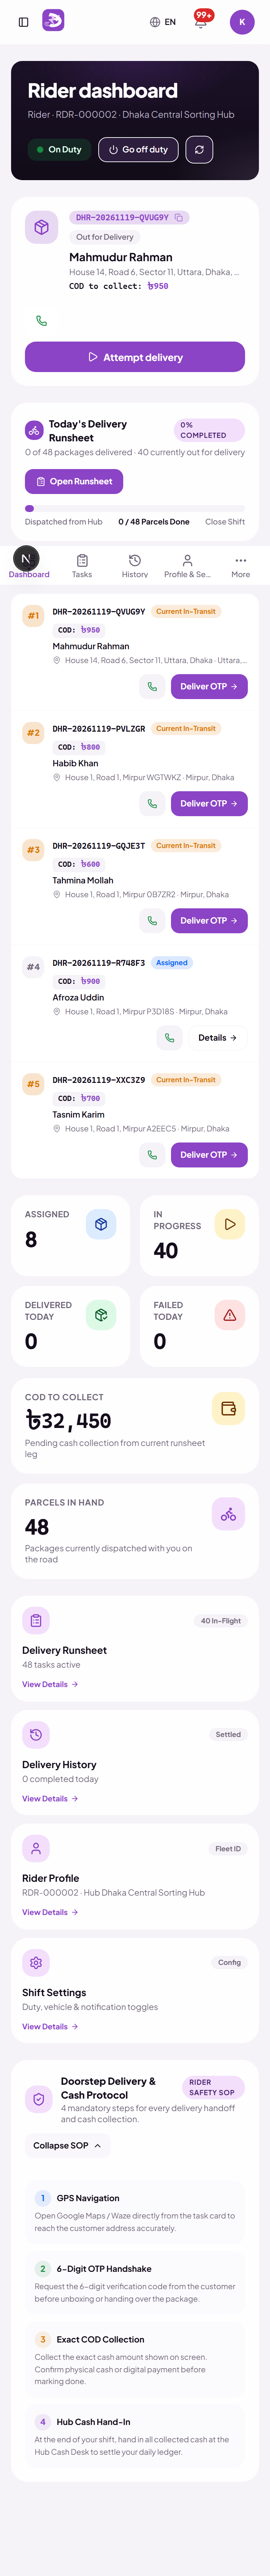 EN
99+
K
Rider dashboard
Rider · RDR-000002 · Dhaka Central Sorting Hub
On Duty
Go off duty
DHR-20261119-QVUG9Y
Out for Delivery
Mahmudur Rahman
House 14, Road 6, Sector 11, Uttara, Dhaka, ...
COD to collect: ৳950
Attempt delivery
Today's Delivery
Runsheet
0%
COMPLETED
0 of 48 packages delivered · 40 currently out for delivery
Open Runsheet
Dispatched from Hub
0 / 48 Parcels Done
Close Shift
N
Dashboard
Tasks
History
Profile & Se...
More
#1
DHR-20261119-QVUG9Y
Current In-Transit
COD: ৳950
Mahmudur Rahman
House 14, Road 6, Sector 11, Uttara, Dhaka · Uttara,...
Deliver OTP →
#2
DHR-20261119-PVLZGR
Current In-Transit
COD: ৳800
Habib Khan
House 1, Road 1, Mirpur WGTWKZ · Mirpur, Dhaka
Deliver OTP →
#3
DHR-20261119-GQJE3T
Current In-Transit
COD: ৳600
Tahmina Mollah
House 1, Road 1, Mirpur 0B7ZR2 · Mirpur, Dhaka
Deliver OTP →
#4
DHR-20261119-R748F3
Assigned
COD: ৳900
Afroza Uddin
House 1, Road 1, Mirpur P3D18S · Mirpur, Dhaka
Details →
#5
DHR-20261119-XXC3Z9
Current In-Transit
COD: ৳700
Tasnim Karim
House 1, Road 1, Mirpur A2EEC5 · Mirpur, Dhaka
Deliver OTP →
ASSIGNED
8
IN
PROGRESS
40
DELIVERED
TODAY
0
FAILED
TODAY
0
COD TO COLLECT
৳32,450
Pending cash collection from current runsheet
leg
PARCELS IN HAND
48
Packages currently dispatched with you on
the road
40 In-Flight
Delivery Runsheet
48 tasks active
View Details →
Settled
Delivery History
0 completed today
View Details →
Fleet ID
Rider Profile
RDR-000002 · Hub Dhaka Central Sorting Hub
View Details →
Config
Shift Settings
Duty, vehicle & notification toggles
View Details →
Doorstep Delivery &
Cash Protocol
RIDER
SAFETY SOP
4 mandatory steps for every delivery handoff
and cash collection.
Collapse SOP
1 GPS Navigation
Open Google Maps / Waze directly from the task card to
reach the customer address accurately.
2 6-Digit OTP Handshake
Request the 6-digit verification code from the customer
before unboxing or handing over the package.
3 Exact COD Collection
Collect the exact cash amount shown on screen.
Confirm physical cash or digital payment before
marking done.
4 Hub Cash Hand-In
At the end of your shift, hand in all collected cash at the
Hub Cash Desk to settle your daily ledger.